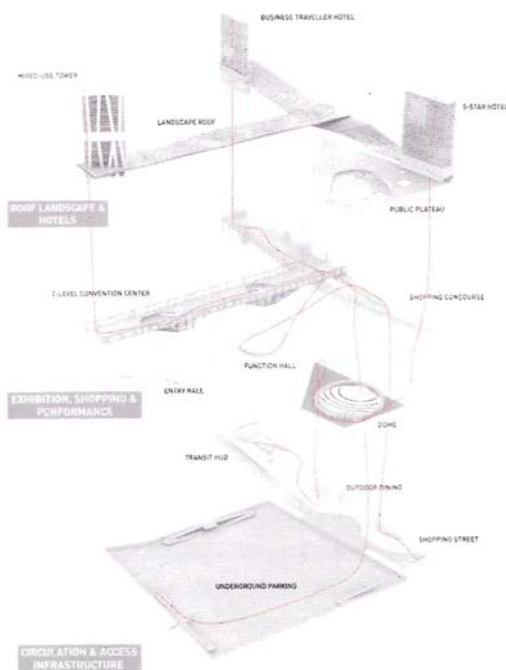 BUSINESS TRAVELLER HOTEL
MIXED-USE TOWER
LANDSCAPE ROOF
5-STAR HOTEL
ROOF LANDSCAPE &
HOTELS
PUBLIC PLATEAU
2-LEVEL CONVENTION CENTER
SHOPPING CONCOURSE
FUNCTION HALL
ENTRY HALL
EXHIBITION, SHOPPING &
PERFORMANCE
DOME
TRANSIT HUB
OUTDOOR DINING
SHOPPING STREET
UNDERGROUND PARKING
CIRCULATION & ACCESS
INFRASTRUCTURE